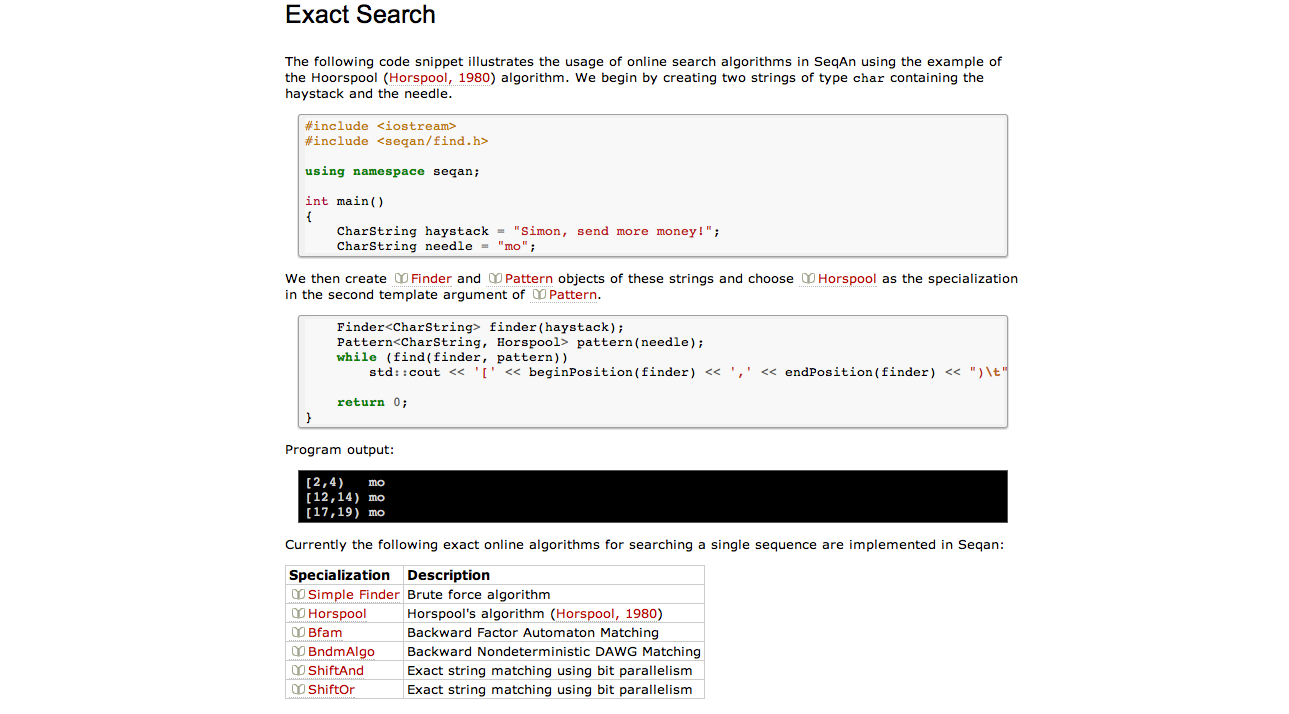 Exact Search
The following code snippet illustrates the usage of online search algorithms in SeqAn using the example of
the Hoorspool (Horspool, 1980) algorithm. We begin by creating two strings of type char containing the
haystack and the needle.
#include <iostream>
#include <seqan/find.h>
using namespace seqan;
int main()
{
    CharString haystack = "Simon, send more money!";
    CharString needle = "mo";
We then create Finder and Pattern objects of these strings and choose Horspool as the specialization
in the second template argument of Pattern.
    Finder<CharString> finder(haystack);
    Pattern<CharString, Horspool> pattern(needle);
    while (find(finder, pattern))
        std::cout << '[' << beginPosition(finder) << ',' << endPosition(finder) << ")\t"
    return 0;
}
Program output:
[2,4)   mo
[12,14) mo
[17,19) mo
Currently the following exact online algorithms for searching a single sequence are implemented in Seqan:
Specialization Description
Simple Finder Brute force algorithm
Horspool Horspool's algorithm (Horspool, 1980)
Bfam Backward Factor Automaton Matching
BndmAlgo Backward Nondeterministic DAWG Matching
ShiftAnd Exact string matching using bit parallelism
ShiftOr Exact string matching using bit parallelism